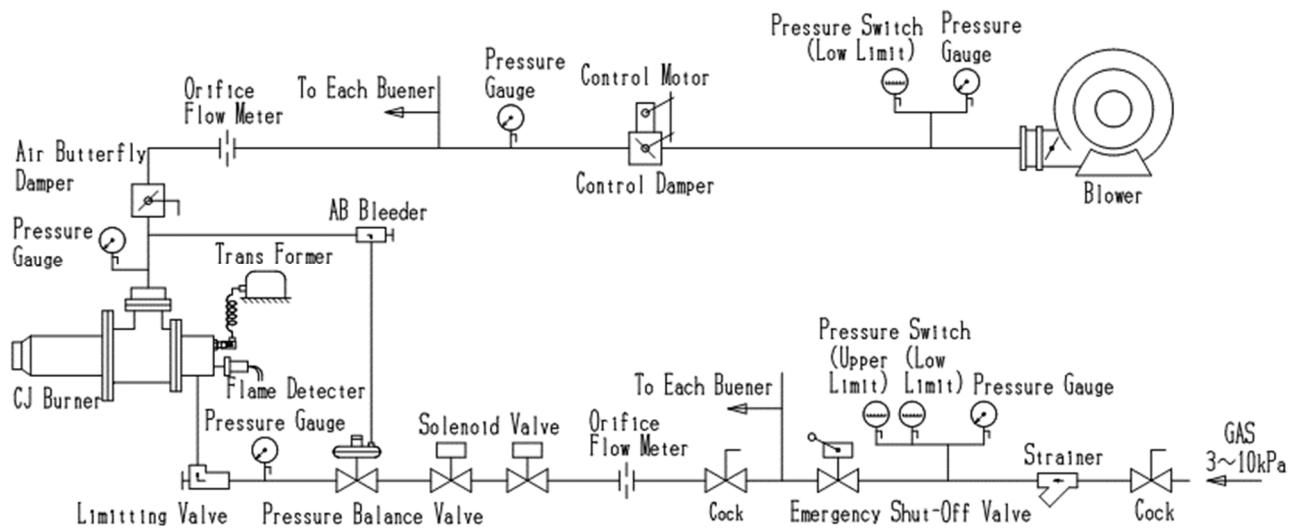 Pressure Switch
(Low Limit)
Pressure
Gauge
Control Motor
Pressure
Gauge
To Each Buener
Orifice
Flow Meter
Air Butterfly
Damper
Control Damper
Blower
AB Bleeder
Pressure
Gauge
Trans Former
CJ Burner
Flame Detecter
Pressure Gauge
Solenoid Valve
Orifice
Flow Meter
To Each Buener
Pressure Switch
(Upper
Limit)
(Low
Limit)
Pressure Gauge
Strainer
GAS
3~10kPa
Limitting Valve
Pressure Balance Valve
Cock
Emergency Shut-Off Valve
Cock